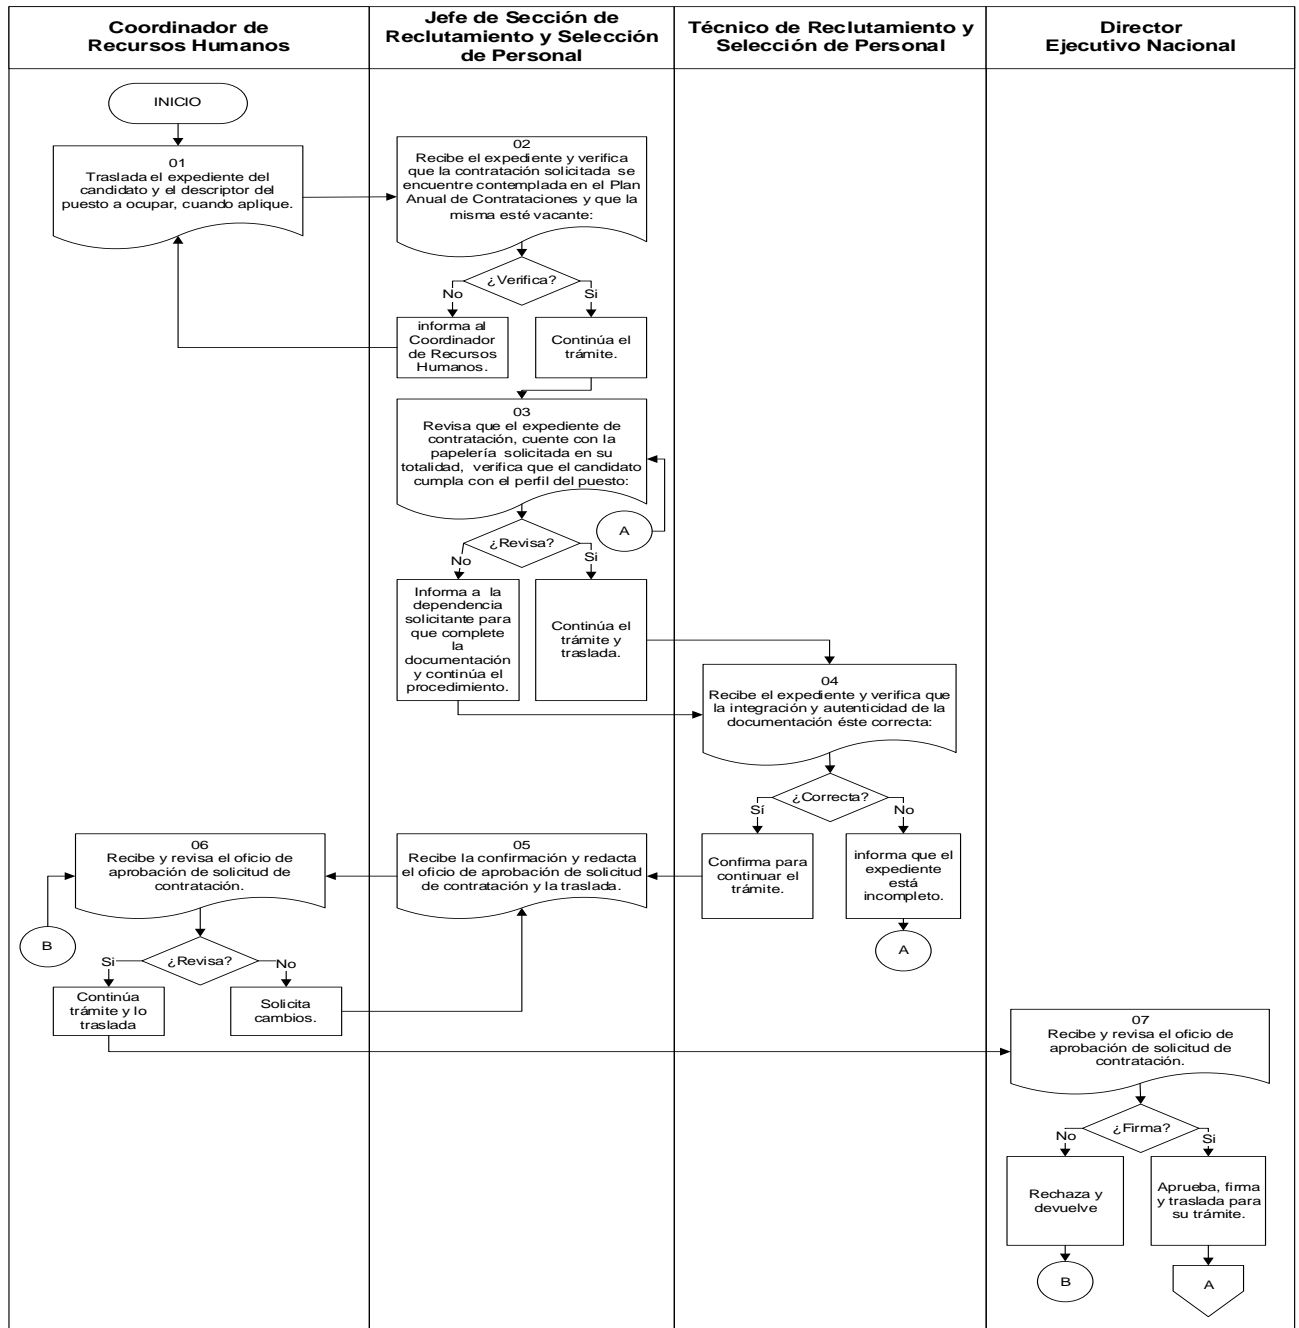 Coordinador de
Recursos Humanos
Jefe de Sección de
Reclutamiento y Selección
de Personal
Técnico de Reclutamiento y
Selección de Personal
Director
Ejecutivo Nacional
INICIO
01
Traslada el expediente del
candidato y el descriptor del
puesto a ocupar, cuando aplique.
02
Recibe el expediente y verifica
que la contratación solicitada se
encuentre contemplada en el Plan
Anual de Contrataciones y que la
misma esté vacante:
¿Verifica?
No
Si
informa al
Coordinador
de Recursos
Humanos.
Continúa el
trámite.
03
Revisa que el expediente de
contratación, cuente con la
papelería solicitada en su
totalidad, verifica que el candidato
cumpla con el perfil del puesto:
A
¿Revisa?
No
Si
Informa a la
dependencia
solicitante para
que complete
la
documentación
y continúa el
procedimiento.
Continúa el
trámite y
traslada.
04
Recibe el expediente y verifica que
la integración y autenticidad de la
documentación éste correcta:
¿Correcta?
Sí
No
Confirma para
continuar el
trámite.
informa que el
expediente
está
incompleto.
A
05
Recibe la confirmación y redacta
el oficio de aprobación de solicitud
de contratación y la traslada.
06
Recibe y revisa el oficio de
aprobación de solicitud de
contratación.
B
¿Revisa?
Si
No
Continúa
trámite y lo
traslada
Solicita
cambios.
07
Recibe y revisa el oficio de
aprobación de solicitud de
contratación.
¿Firma?
No
Si
Rechaza y
devuelve
Aprueba, firma
y traslada para
su trámite.
B
A